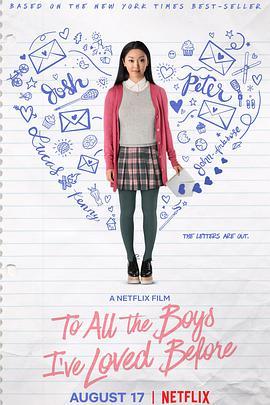 BASED ON THE NEW YORK TIMES BEST-SELLER
Josh
Peter
Lucas
Kenny
John Ambrose
THE LETTERS ARE OUT.
A NETFLIX FILM
To All the Boys
I've Loved Before
AUGUST 17 | NETFLIX